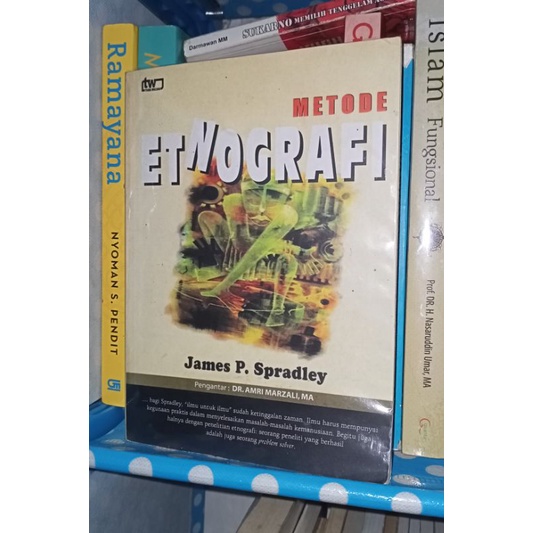 Ramayana
NYOMAN S. PENDIT
Gm
M
Darmawan MM
SUKARNO MEMILIH TENGGELAM
G
tw
METODE
ETNOGRAFI
James P. Spradley
Pengantar : DR. AMRI MARZALI, MA
.... bagi Spradley, "ilmu untuk ilmu" sudah ketinggalan zaman. Ilmu harus mempunyai
kegunaan praktis dalam menyelesaikan masalah-masalah kemanusiaan. Begitu juga
halnya dengan penelitian etnografi: seorang peneliti yang berhasil
adalah juga seorang problem solver.
Islam Fungsional
Prof. DR. H. Nasaruddin Umar, MA